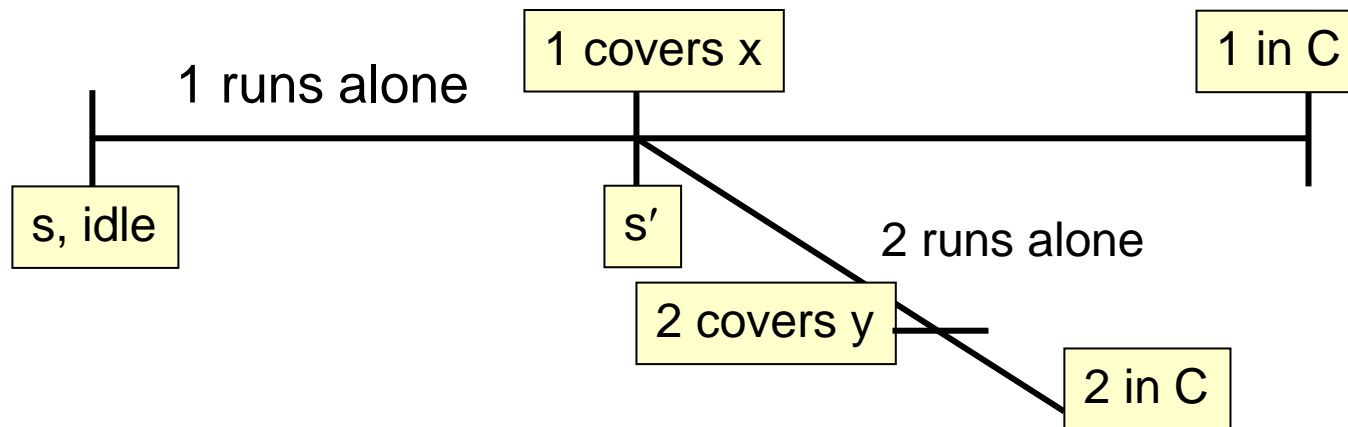 1 covers x
1 in C
1 runs alone
s, idle
s′
2 runs alone
2 covers y
2 in C